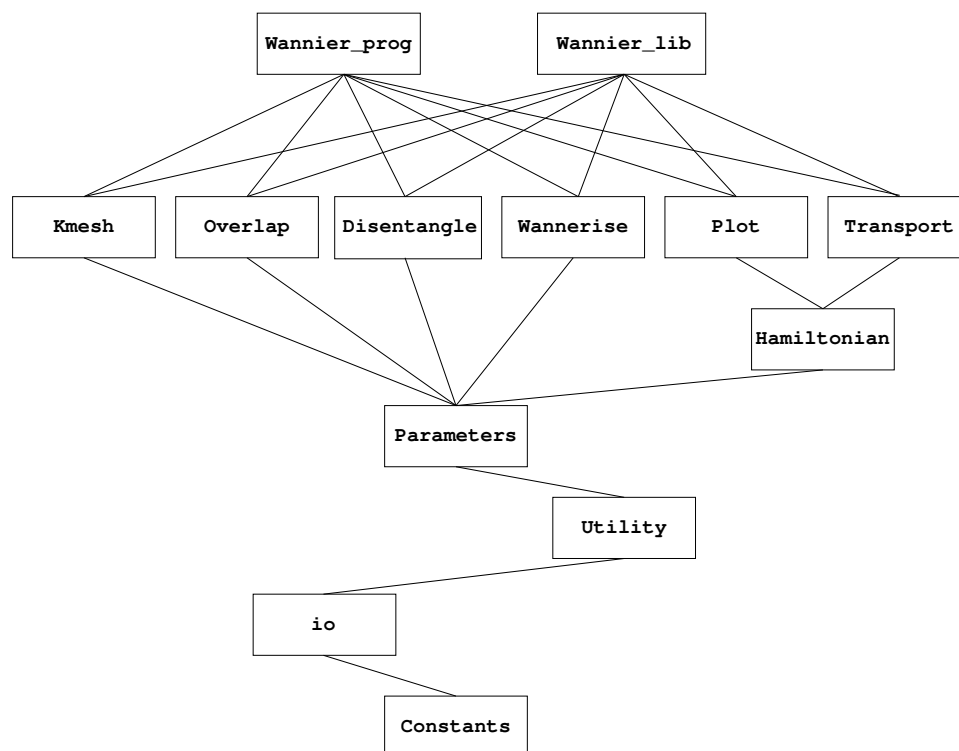 Wannier_prog
Wannier_lib
Kmesh
Overlap
Disentangle
Wannerise
Plot
Transport
Hamiltonian
Parameters
Utility
io
Constants